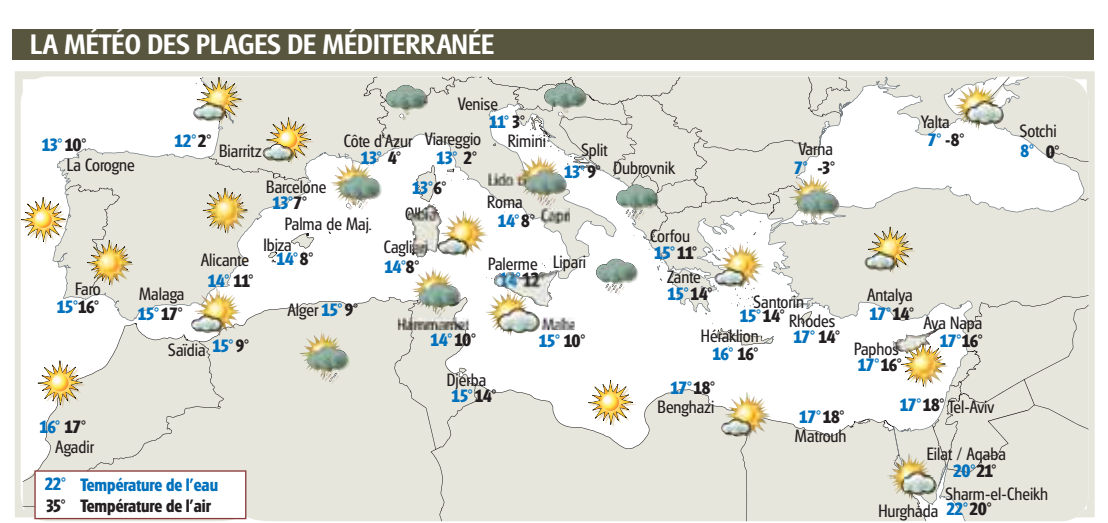 LA MÉTÉO DES PLAGES DE MÉDITERRANÉE
Venise
11° 3°
Yalta
7° -8°
Sotchi
8° 0°
13° 10°
La Corogne
12° 2°
Biarritz
Côte d'Azur
13° 4°
Viareggio
13° 2°
Rimini
Split
13° 9°
Dubrovnik
Varna
7° -3°
Barcelone
13° 7°
13° 6°
Olbia
Lido
Roma
14° 8°
Capri
Palma de Maj.
Ibiza
14° 8°
Cagliari
14° 8°
Corfou
15° 11°
Alicante
14° 11°
Palerme
14° 12°
Lipari
Zante
15° 14°
Faro
15° 16°
Malaga
15° 17°
Alger 15° 9°
Santorin
15° 14°
Antalya
17° 14°
Hammamet
14° 10°
Malte
15° 10°
Héraklion
16° 16°
Rhodes
17° 14°
Aya Napa
17° 16°
Saïdia 15° 9°
Paphos
17° 16°
Djerba
15° 14°
17° 18°
Benghazi
17° 18°
Matrouh
17° 18° Tel-Aviv
16° 17°
Agadir
Eilat / Aqaba
20° 21°
Sharm-el-Cheikh
Hurghada 22° 20°
22° Température de l'eau
35° Température de l'air